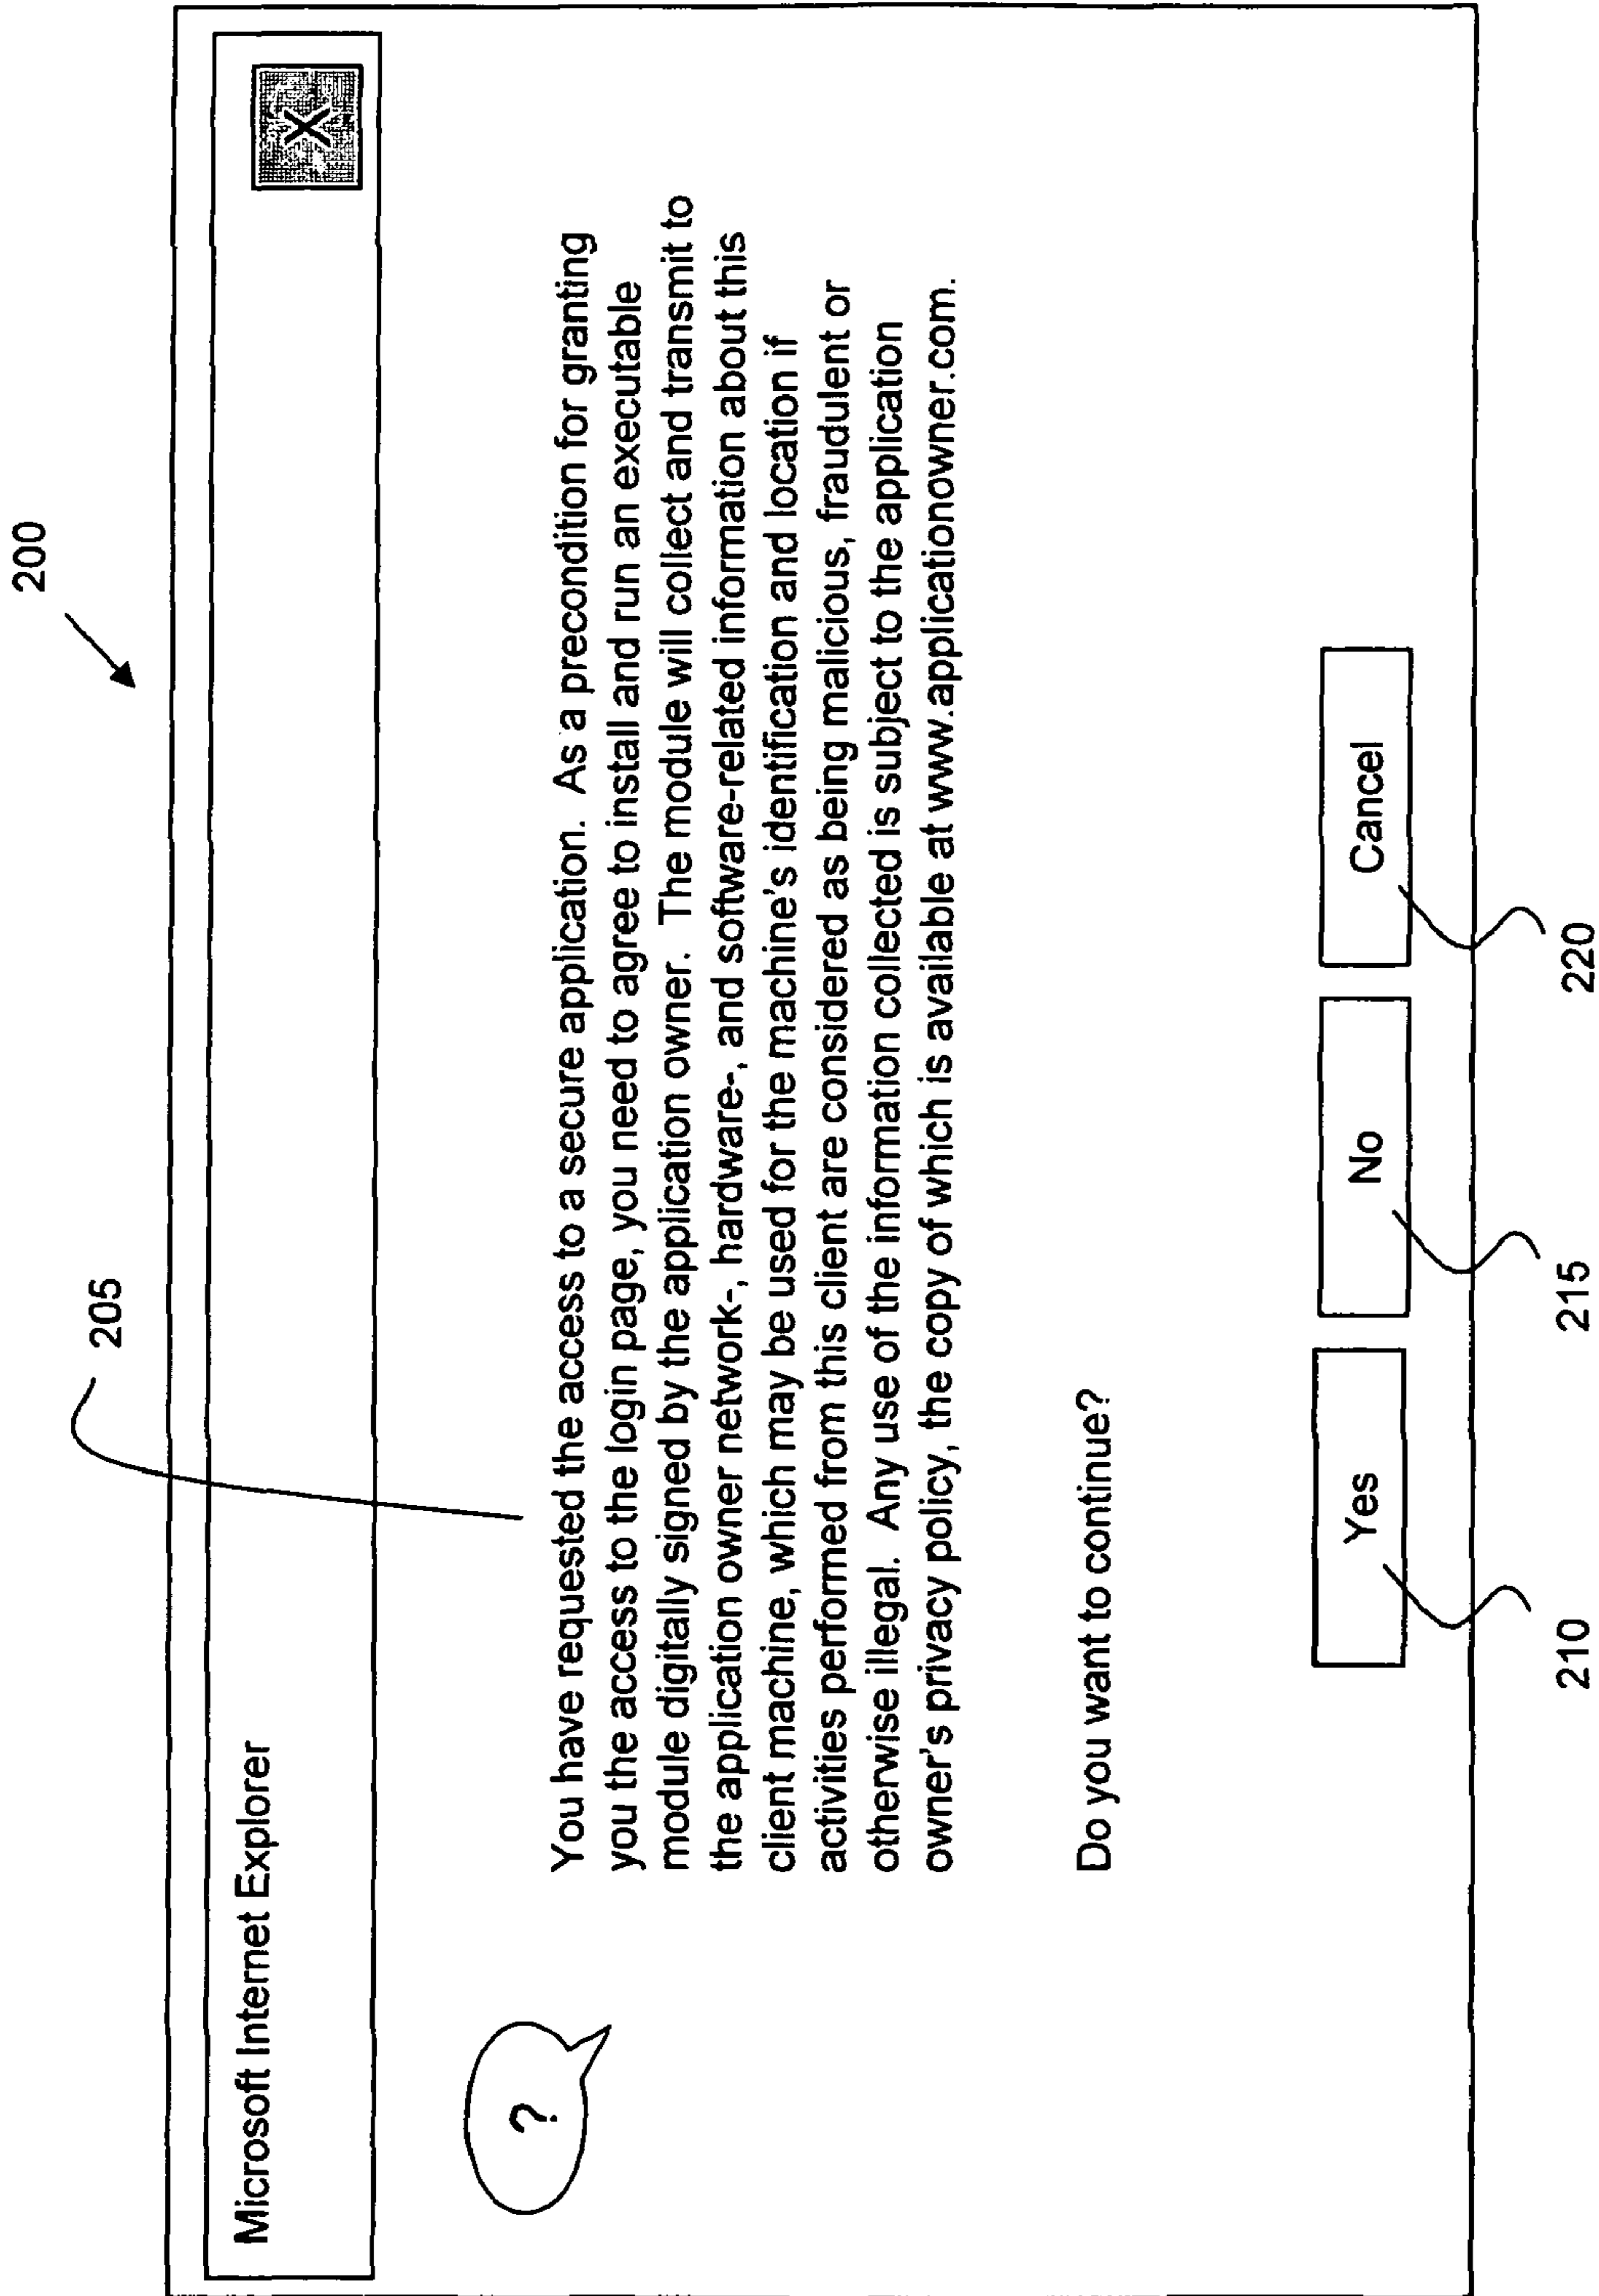 200
205
Microsoft Internet Explorer
X
?
You have requested the access to a secure application. As a precondition for granting
you the access to the login page, you need to agree to install and run an executable
module digitally signed by the application owner. The module will collect and transmit to
the application owner network-, hardware-, and software-related information about this
client machine, which may be used for the machine's identification and location if
activities performed from this client are considered as being malicious, fraudulent or
otherwise illegal. Any use of the information collected is subject to the application
owner's privacy policy, the copy of which is available at www.applicationowner.com.
Do you want to continue?
Yes
No
Cancel
210
215
220